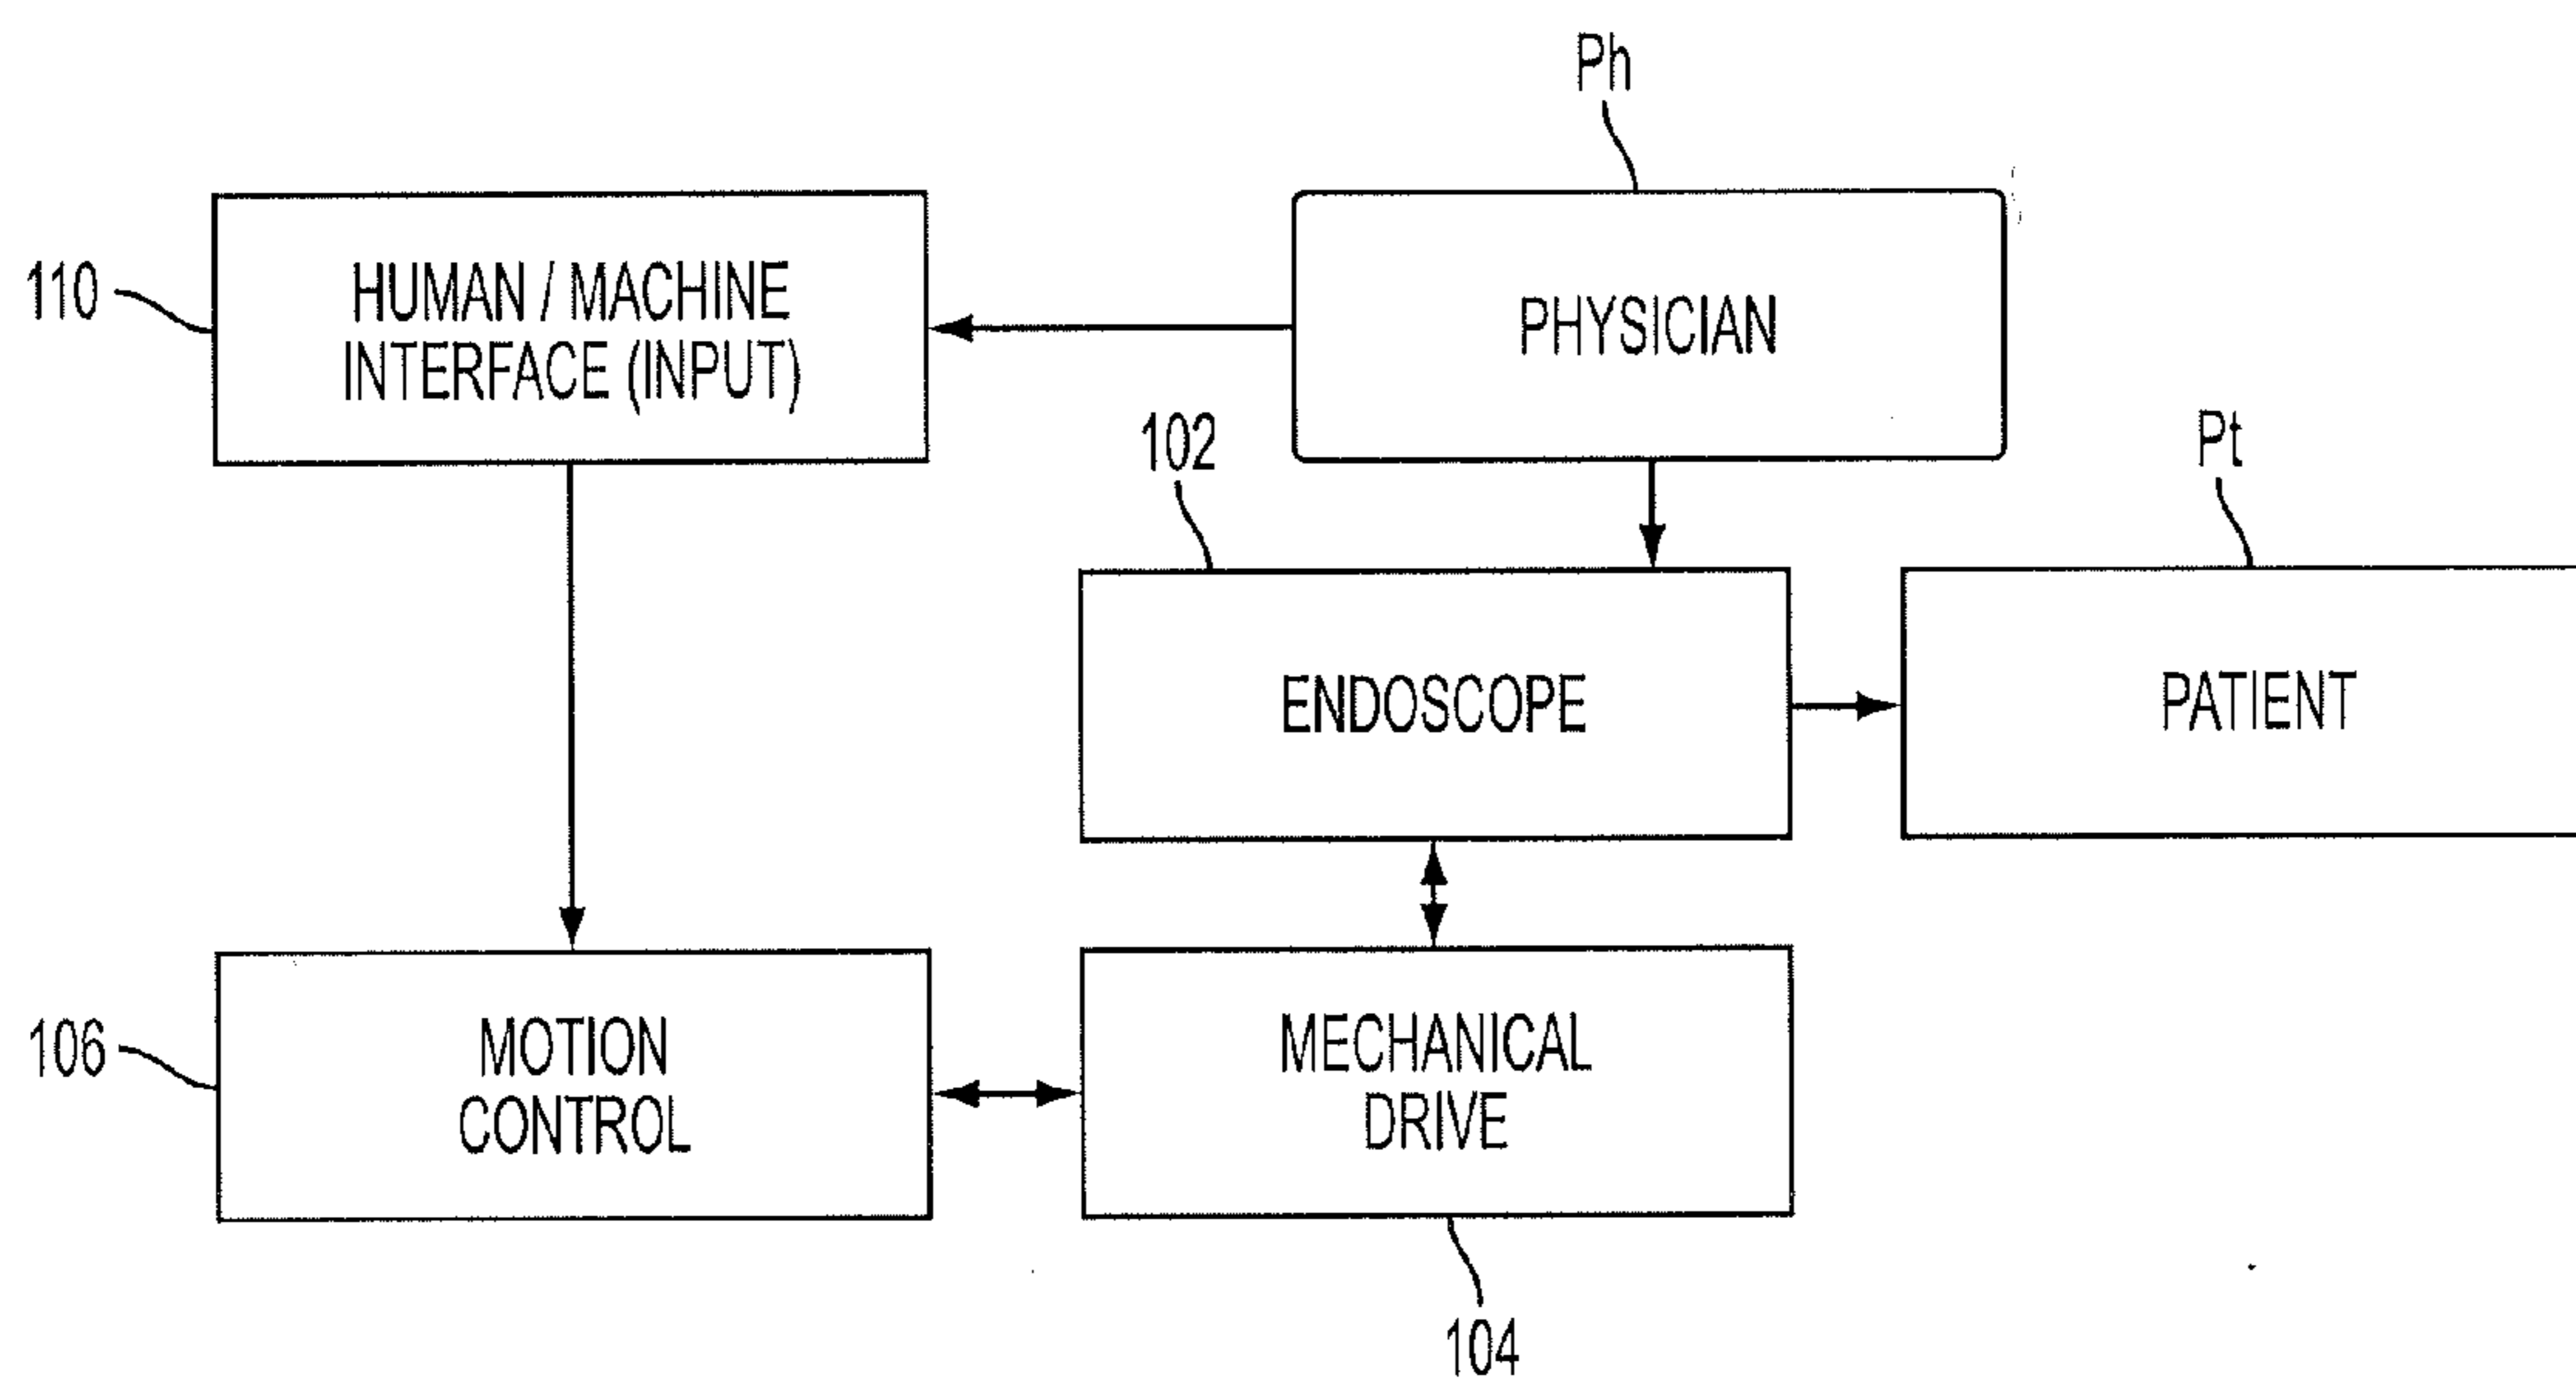 Ph
110
HUMAN / MACHINE
INTERFACE (INPUT)
PHYSICIAN
102
Pt
ENDOSCOPE
PATIENT
106
MOTION
CONTROL
MECHANICAL
DRIVE
104